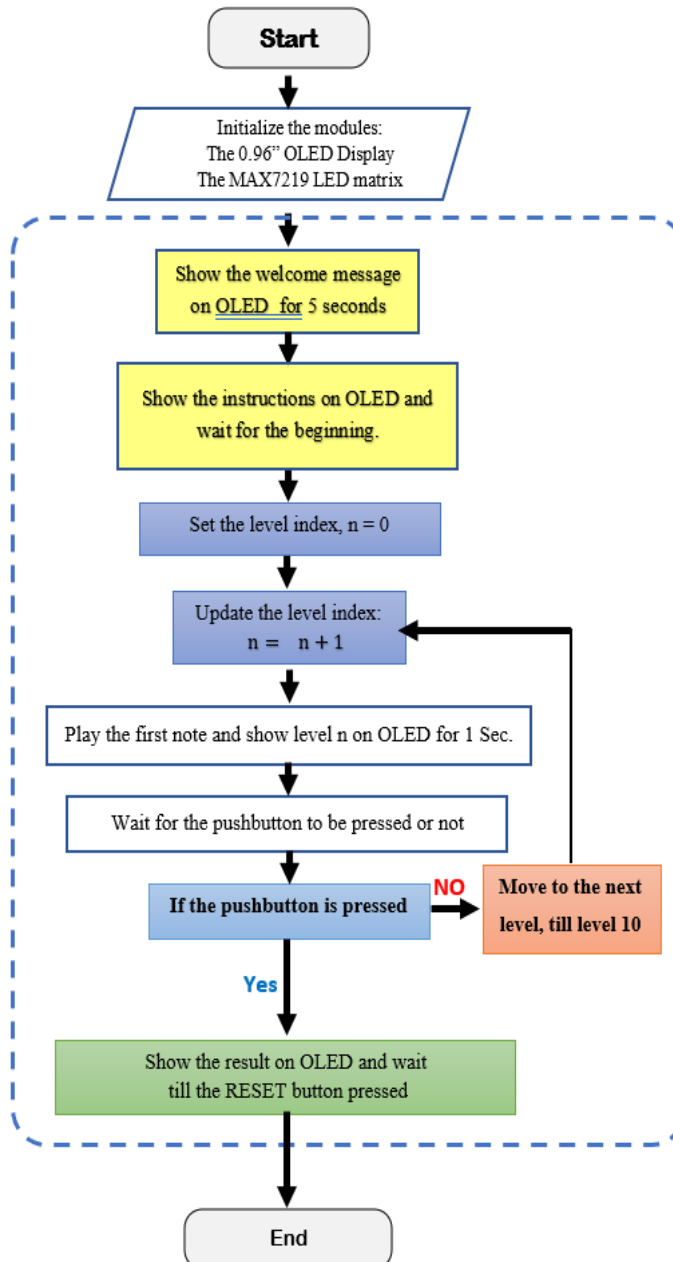 Start
Initialize the modules:
The 0.96” OLED Display
The MAX7219 LED matrix
Show the welcome message
on OLED for 5 seconds
Show the instructions on OLED and
wait for the beginning.
Set the level index, n = 0
Update the level index:
n = n + 1
Play the first note and show level n on OLED for 1 Sec.
Wait for the pushbutton to be pressed or not
If the pushbutton is pressed
NO
Move to the next
level, till level 10
Yes
Show the result on OLED and wait
till the RESET button pressed
End